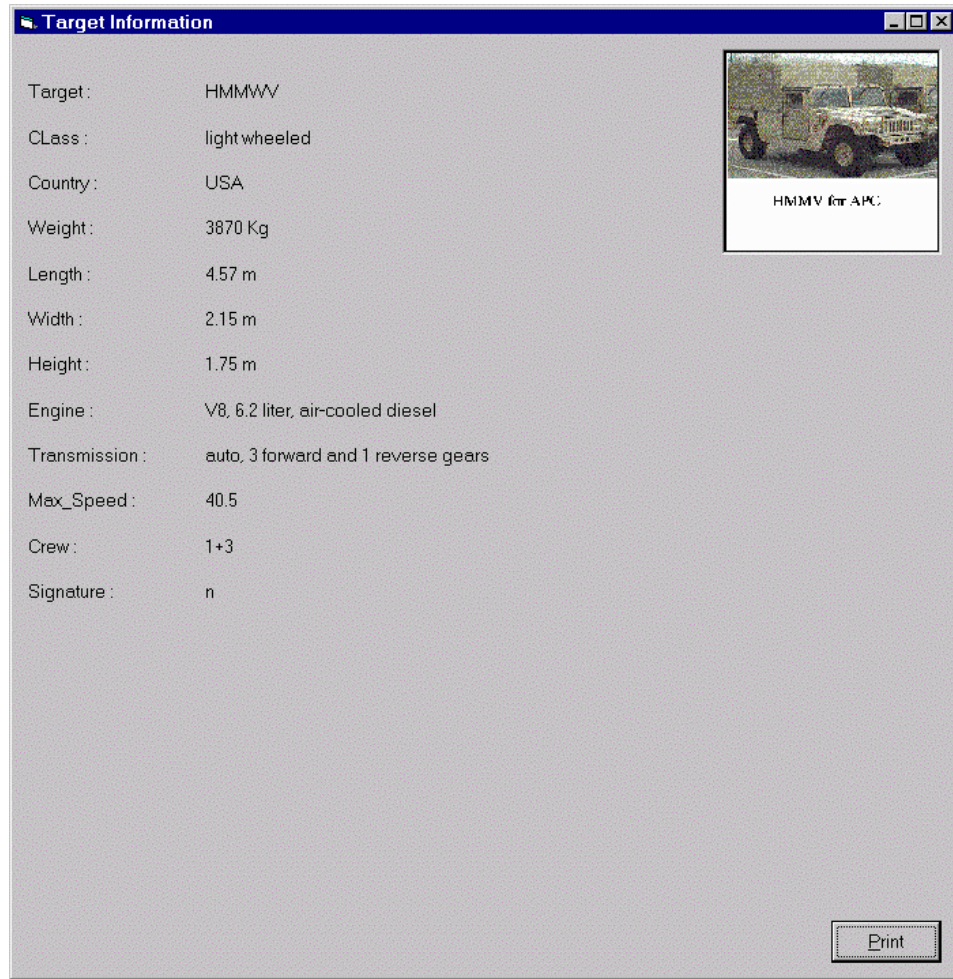 Target Information
Target : HMMWV
CLass : light wheeled
Country : USA
Weight : 3870 Kg
Length : 4.57 m
Width : 2.15 m
Height : 1.75 m
Engine : V8, 6.2 liter, air-cooled diesel
Transmission : auto, 3 forward and 1 reverse gears
Max_Speed : 40.5
Crew : 1+3
Signature : n
HMMV for APC
Print